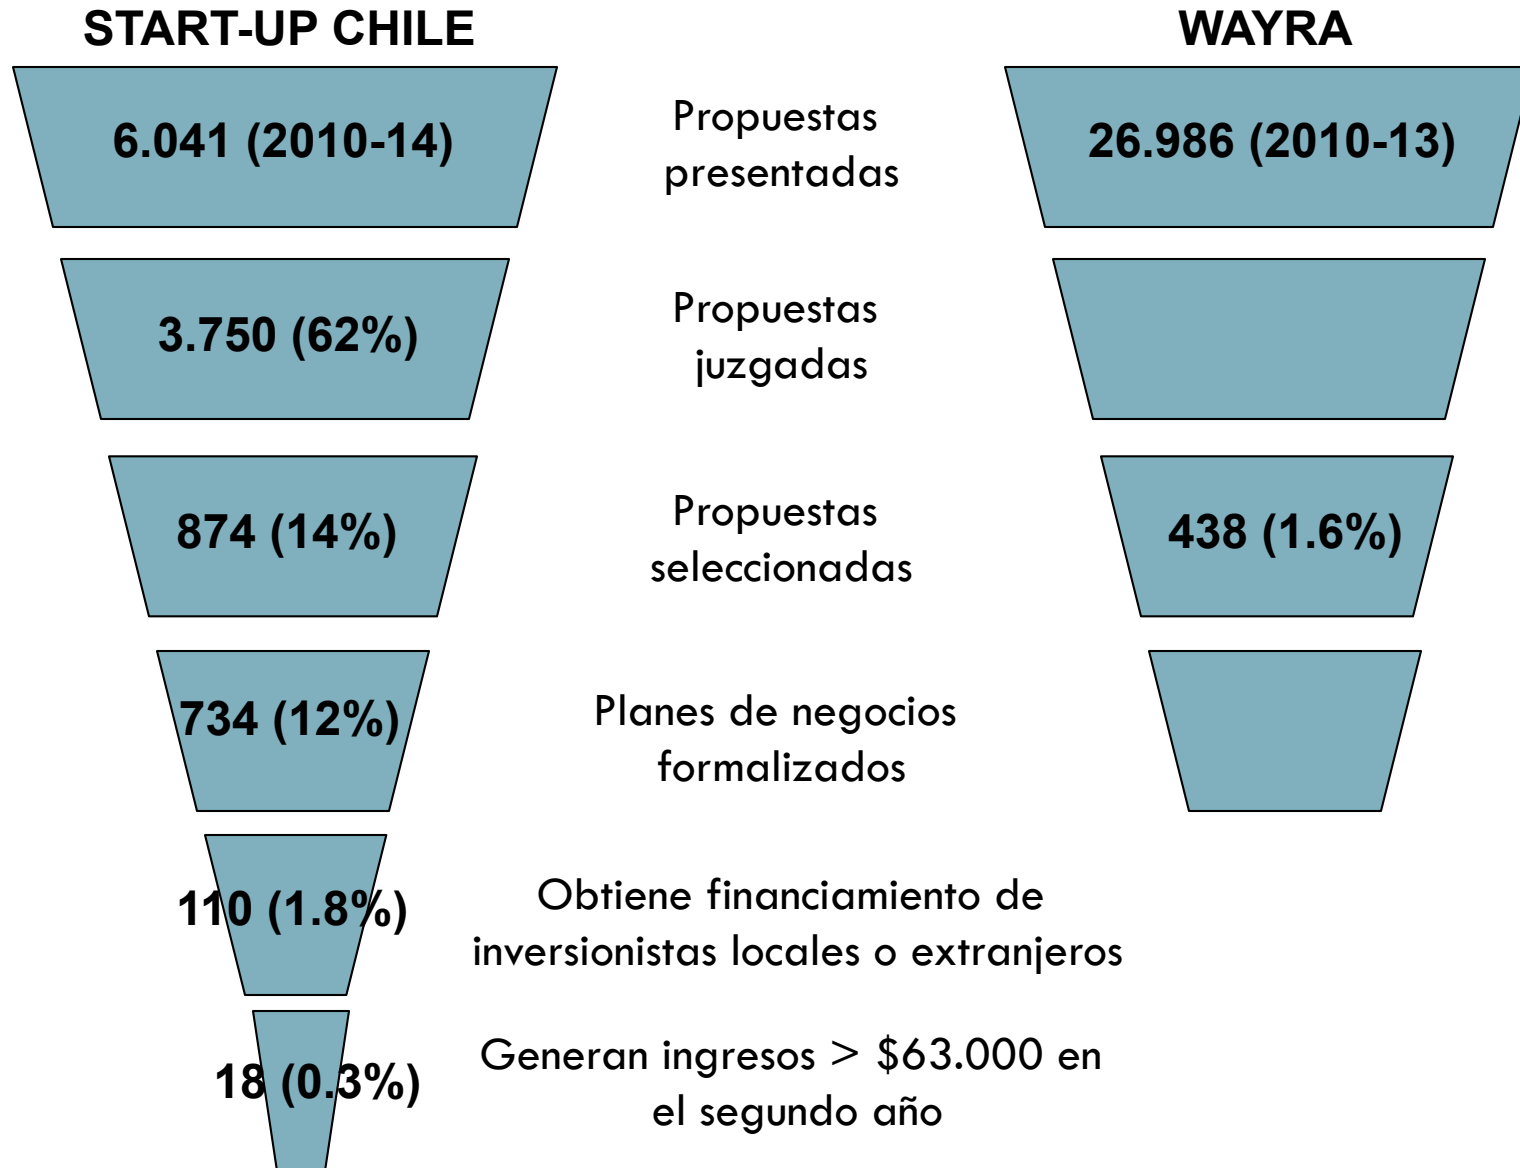 START-UP CHILE
WAYRA
6.041 (2010-14)
Propuestas
presentadas
26.986 (2010-13)
3.750 (62%)
Propuestas
juzgadas
874 (14%)
Propuestas
seleccionadas
438 (1.6%)
734 (12%)
Planes de negocios
formalizados
110 (1.8%)
Obtiene financiamiento de
inversionistas locales o extranjeros
18 (0.3%)
Generan ingresos > $63.000 en
el segundo año